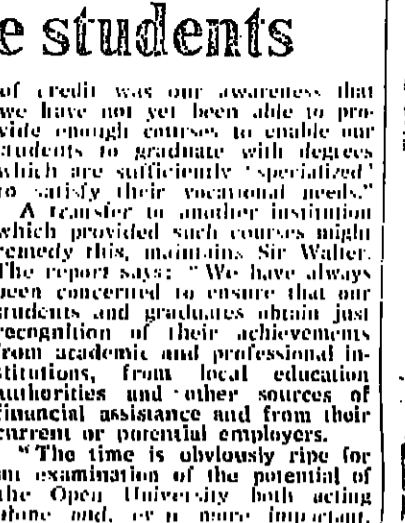 e students
of credit was our awareness that
we have not yet been able to pro-
vide enough courses to enable our
students to graduate with degrees
which are sufficiently 'specialized'
to satisfy their vocational needs."
A transfer to another institution
which provided such courses might
remedy this, maintains Sir Walter.
The report says: "We have always
been concerned to ensure that our
students and graduates obtain just
recognition of their achievements
from academic and professional in-
stitutions, from local education
authorities and other sources of
financial assistance and from their
current or potential employers.
"The time is obviously ripe for
an examination of the potential of
the Open University both acting
alone and, even more important,